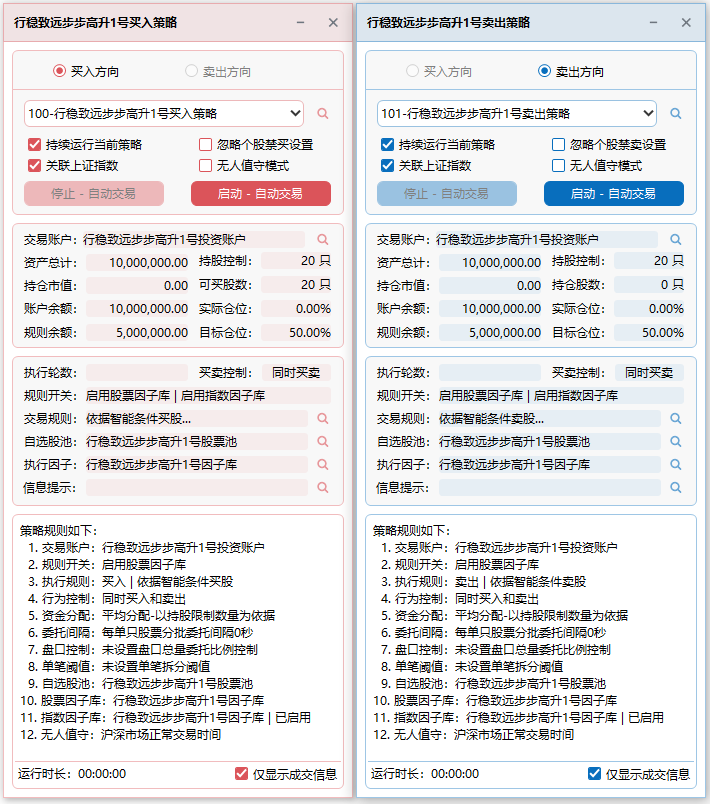 行稳致远步步高升1号买入策略
买入方向 卖出方向
100-行稳致远步步高升1号买入策略
持续运行当前策略 忽略个股禁买设置
关联上证指数 无人值守模式
停止 - 自动交易 启动 - 自动交易
交易账户：行稳致远步步高升1号投资账户
资产总计： 10,000,000.00 持股控制： 20 只
持仓市值： 0.00 可买股数： 20 只
账户余额： 10,000,000.00 实际仓位： 0.00%
规则余额： 5,000,000.00 目标仓位： 50.00%
执行轮数： 买卖控制： 同时买卖
规则开关： 启用股票因子库 | 启用指数因子库
交易规则： 依据智能条件买股...
自选股池： 行稳致远步步高升1号股票池
执行因子： 行稳致远步步高升1号因子库
信息提示：
策略规则如下：
1. 交易账户： 行稳致远步步高升1号投资账户
2. 规则开关： 启用股票因子库
3. 执行规则： 买入 | 依据智能条件买股
4. 行为控制： 同时买入和卖出
5. 资金分配： 平均分配-以持股限制数量为依据
6. 委托间隔： 每单只股票分批委托间隔0秒
7. 盘口控制： 未设置盘口总量委托比例控制
8. 单笔阈值： 未设置单笔拆分阈值
9. 自选股池： 行稳致远步步高升1号股票池
10. 股票因子库： 行稳致远步步高升1号因子库
11. 指数因子库： 行稳致远步步高升1号因子库 | 已启用
12. 无人值守： 沪深市场正常交易时间
运行时长： 00:00:00 仅显示成交信息
行稳致远步步高升1号卖出策略
买入方向 卖出方向
101-行稳致远步步高升1号卖出策略
持续运行当前策略 忽略个股禁卖设置
关联上证指数 无人值守模式
停止 - 自动交易 启动 - 自动交易
交易账户：行稳致远步步高升1号投资账户
资产总计： 10,000,000.00 持股控制： 20 只
持仓市值： 0.00 持仓股数： 0 只
账户余额： 10,000,000.00 实际仓位： 0.00%
规则余额： 5,000,000.00 目标仓位： 50.00%
执行轮数： 买卖控制： 同时买卖
规则开关： 启用股票因子库 | 启用指数因子库
交易规则： 依据智能条件卖股...
自选股池： 行稳致远步步高升1号股票池
执行因子： 行稳致远步步高升1号因子库
信息提示：
策略规则如下：
1. 交易账户： 行稳致远步步高升1号投资账户
2. 规则开关： 启用股票因子库
3. 执行规则： 卖出 | 依据智能条件卖股
4. 行为控制： 同时买入和卖出
5. 资金分配： 平均分配-以持股限制数量为依据
6. 委托间隔： 每单只股票分批委托间隔0秒
7. 盘口控制： 未设置盘口总量委托比例控制
8. 单笔阈值： 未设置单笔拆分阈值
9. 自选股池： 行稳致远步步高升1号股票池
10. 股票因子库： 行稳致远步步高升1号因子库
11. 指数因子库： 行稳致远步步高升1号因子库 | 已启用
12. 无人值守： 沪深市场正常交易时间
运行时长： 00:00:00 仅显示成交信息